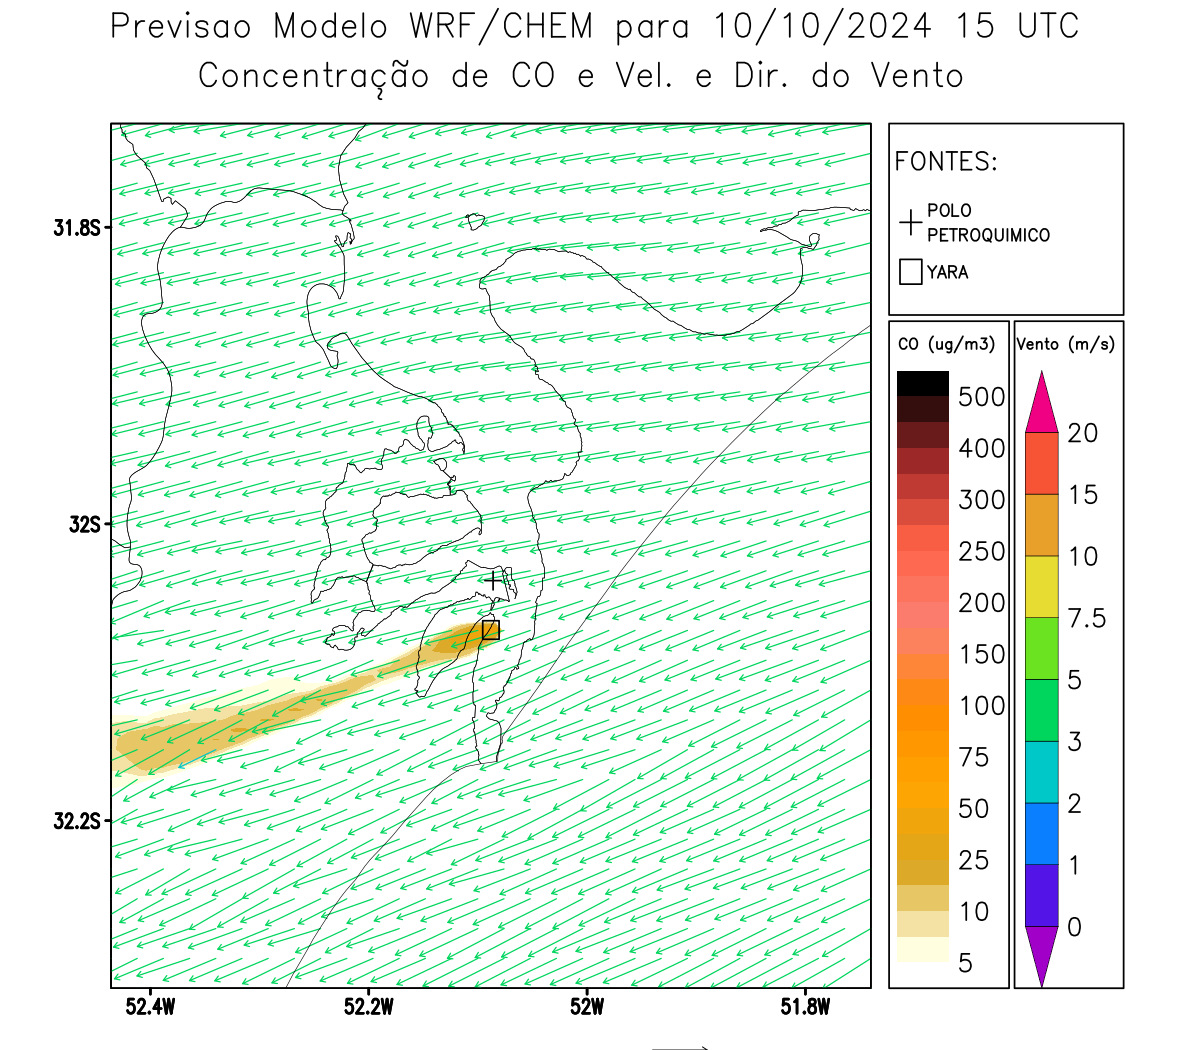 Previsao Modelo WRF/CHEM para 10/10/2024 15 UTC
Concentração de CO e Vel. e Dir. do Vento
FONTES:
POLO
PETROQUIMICO
YARA
31.8S
32S
32.2S
52.4W
52.2W
52W
51.8W
CO (ug/m3)
500
400
300
250
200
150
100
75
50
25
10
5
Vento (m/s)
20
15
10
7.5
5
3
2
1
0